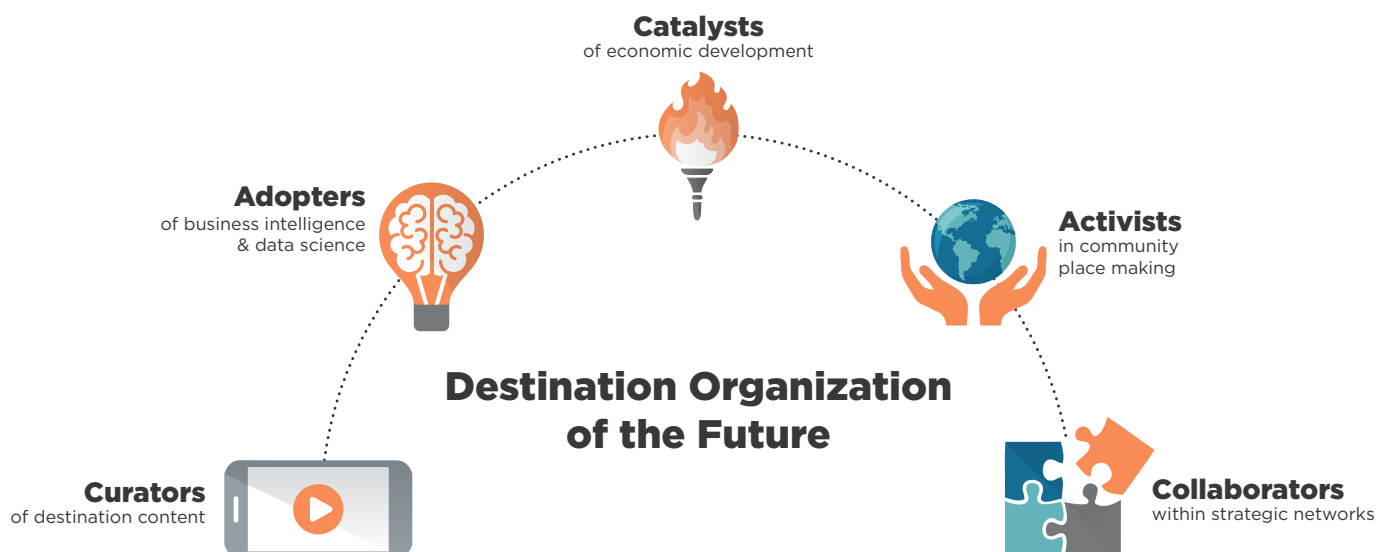 Catalysts
of economic development
Adopters
of business intelligence
& data science
Activists
in community
place making
Destination Organization
of the Future
Curators
of destination content
Collaborators
within strategic networks